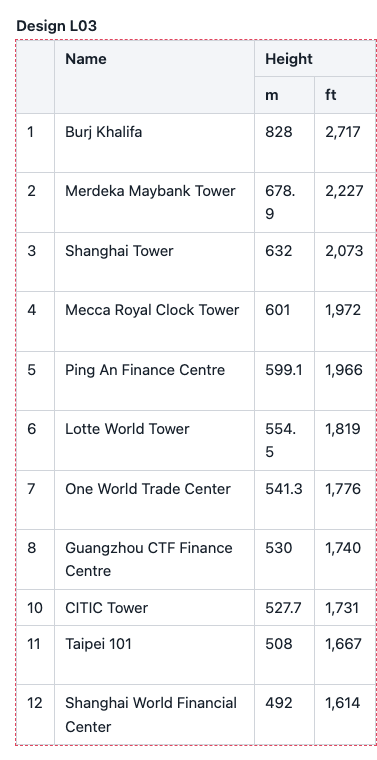 Design L03
Name Height
m ft
1 Burj Khalifa 828 2,717
2 Merdeka Maybank Tower 678. 2,227
9
3 Shanghai Tower 632 2,073
4 Mecca Royal Clock Tower 601 1,972
5 Ping An Finance Centre 599.1 1,966
6 Lotte World Tower 554. 1,819
5
7 One World Trade Center 541.3 1,776
8 Guangzhou CTF Finance 530 1,740
Centre
10 CITIC Tower 527.7 1,731
11 Taipei 101 508 1,667
12 Shanghai World Financial 492 1,614
Center